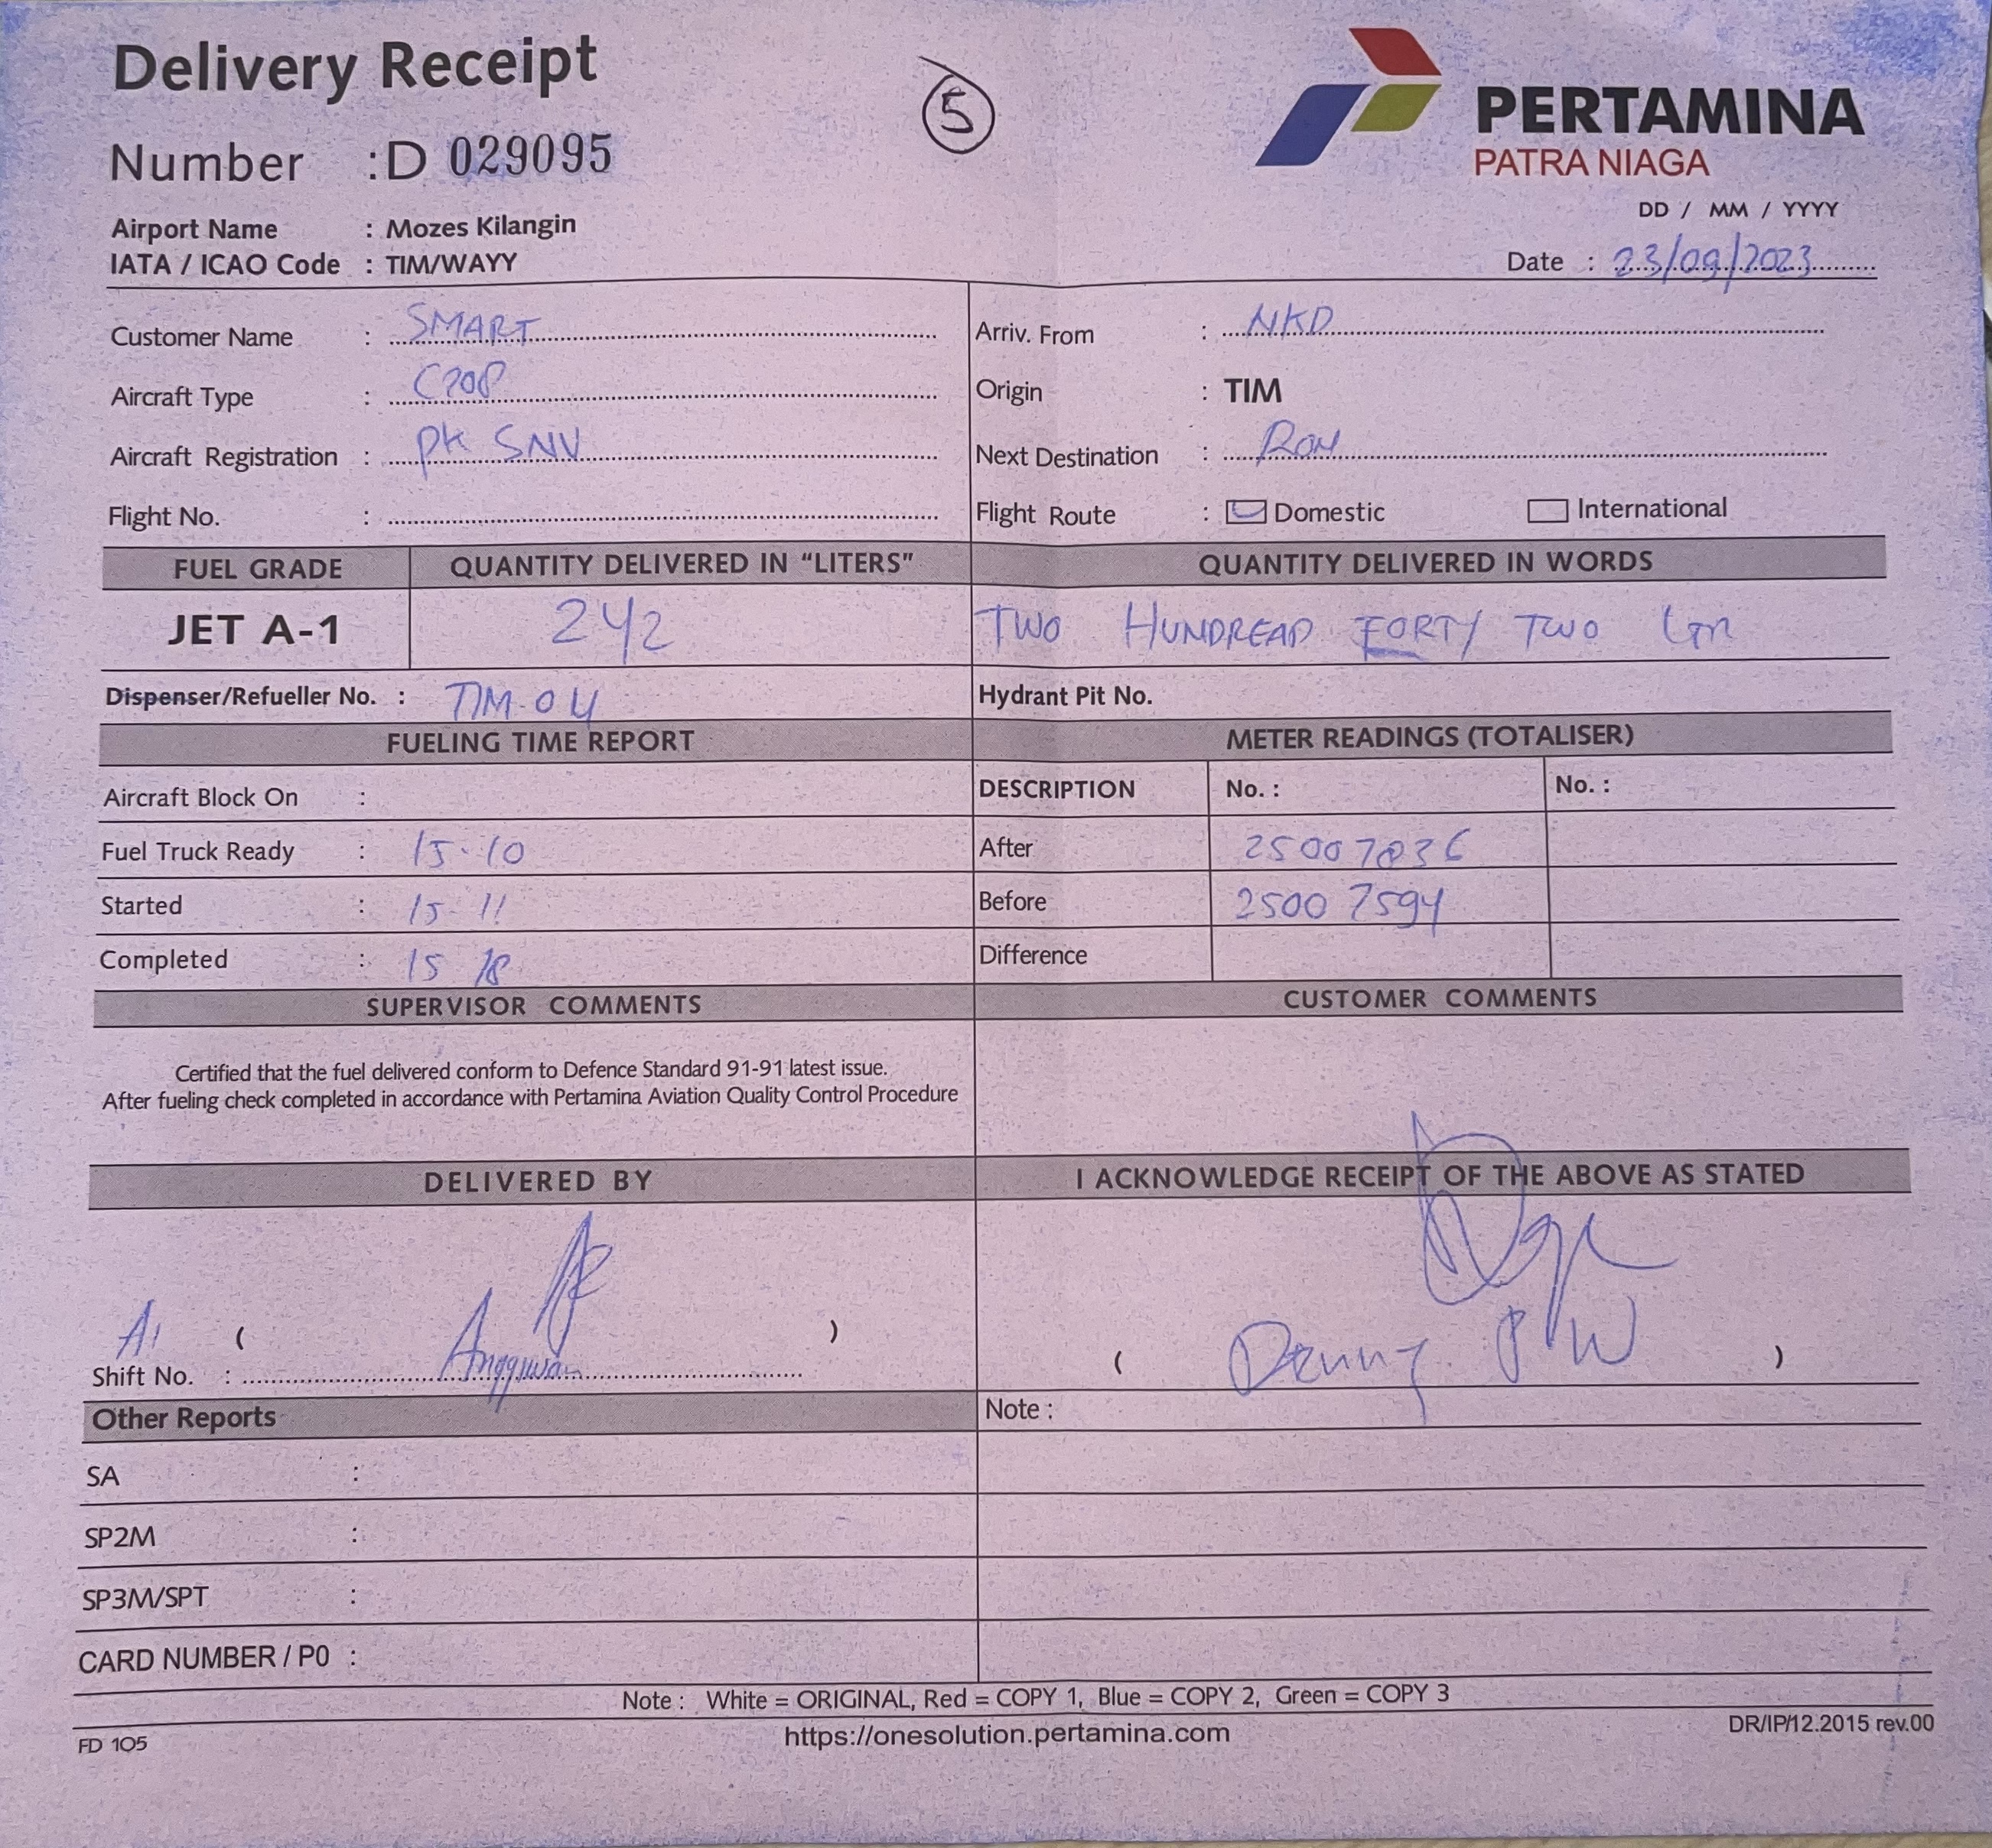 Delivery Receipt
5
PERTAMINA
PATRA NIAGA
Number : D 029095
DD / MM / YYYY
Airport Name : Mozes Kilangin
IATA / ICAO Code : TIM/WAYY
Date : 23/09/2023
Customer Name : SMART
Arriv. From : NKD
Aircraft Type : C208
Origin : TIM
Aircraft Registration : PK SNV
Next Destination :
Flight No. :
Flight Route : Domestic International
FUEL GRADE QUANTITY DELIVERED IN “LITERS” QUANTITY DELIVERED IN WORDS
JET A-1 242 TWO HUNDREAD FORTY TWO
Dispenser/Refueller No. : TIM-04 Hydrant Pit No.
FUELING TIME REPORT METER READINGS (TOTALISER)
Aircraft Block On : DESCRIPTION No. : No. :
Fuel Truck Ready : 15.10 After 25007836
Started : 15-11 Before 25007594
Completed : 15 18 Difference
SUPERVISOR COMMENTS CUSTOMER COMMENTS
Certified that the fuel delivered conform to Defence Standard 91-91 latest issue.
After fueling check completed in accordance with Pertamina Aviation Quality Control Procedure
DELIVERED BY I ACKNOWLEDGE RECEIPT OF THE ABOVE AS STATED
( ) ( Denny P W )
Shift No. :
Other Reports Note :
SA :
SP2M :
SP3M/SPT :
CARD NUMBER / P0 :
Note : White = ORIGINAL, Red = COPY 1, Blue = COPY 2, Green = COPY 3
FD 105 https://onesolution.pertamina.com DR/IP/12.2015 rev.00